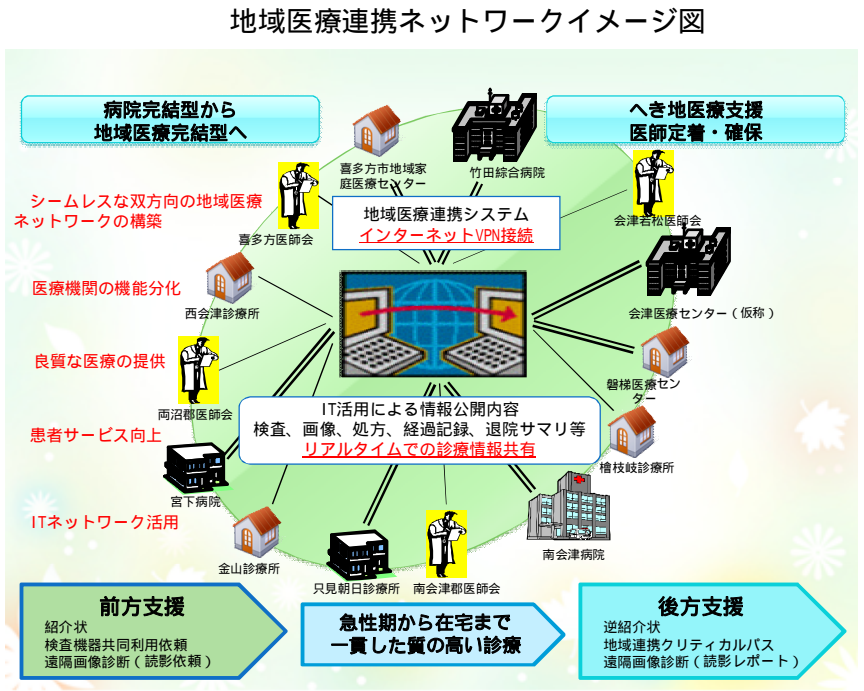 地域医療連携ネットワークイメージ図
病院完結型から
地域医療完結型へ
へき地医療支援
医師定着・確保
喜多方市地域家
庭医療センター
竹田綜合病院
シームレスな双方向の地域医療
ネットワークの構築
喜多方医師会
地域医療連携システム
インターネットVPN接続
会津若松医師会
医療機関の機能分化
西会津診療所
会津医療センター（仮称）
良質な医療の提供
両沼郡医師会
磐梯医療セン
ター
IT活用による情報公開内容
検査、画像、処方、経過記録、退院サマリ等
リアルタイムでの診療情報共有
患者サービス向上
檜枝岐診療所
宮下病院
ITネットワーク活用
金山診療所
只見朝日診療所
南会津郡医師会
南会津病院
前方支援
紹介状
検査機器共同利用依頼
遠隔画像診断（読影依頼）
急性期から在宅まで
一貫した質の高い診療
後方支援
逆紹介状
地域連携クリティカルパス
遠隔画像診断（読影レポート）